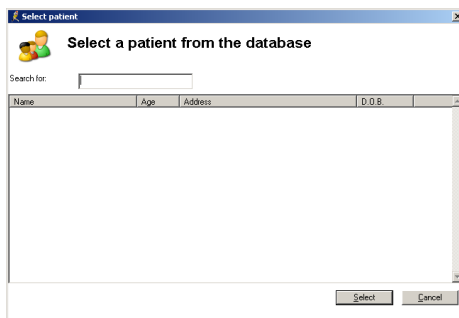 Select patient
Select a patient from the database
Search for:
Name Age Address D.O.B.
Select Cancel